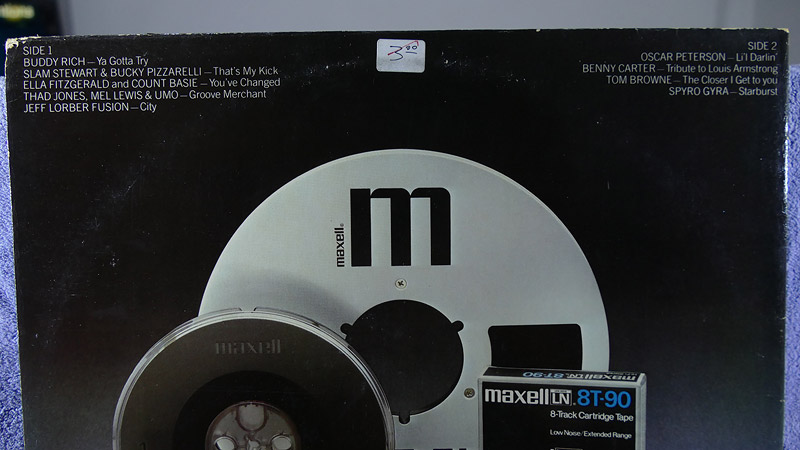 SIDE 1
BUDDY RICH — Ya Gotta Try
SLAM STEWART & BUCKY PIZZARELLI — That's My Kick
ELLA FITZGERALD and COUNT BASIE — You've Changed
THAD JONES, MEL LEWIS & UMO — Groove Merchant
JEFF LORBER FUSION — City
3.00
SIDE 2
OSCAR PETERSON — Li'l Darlin'
BENNY CARTER — Tribute to Louis Armstrong
TOM BROWNE — The Closer I Get to you
SPYRO GYRA — Starburst
maxell®
m
maxell
maxell LN 8T-90
8-Track Cartridge Tape
Low Noise/Extended Range